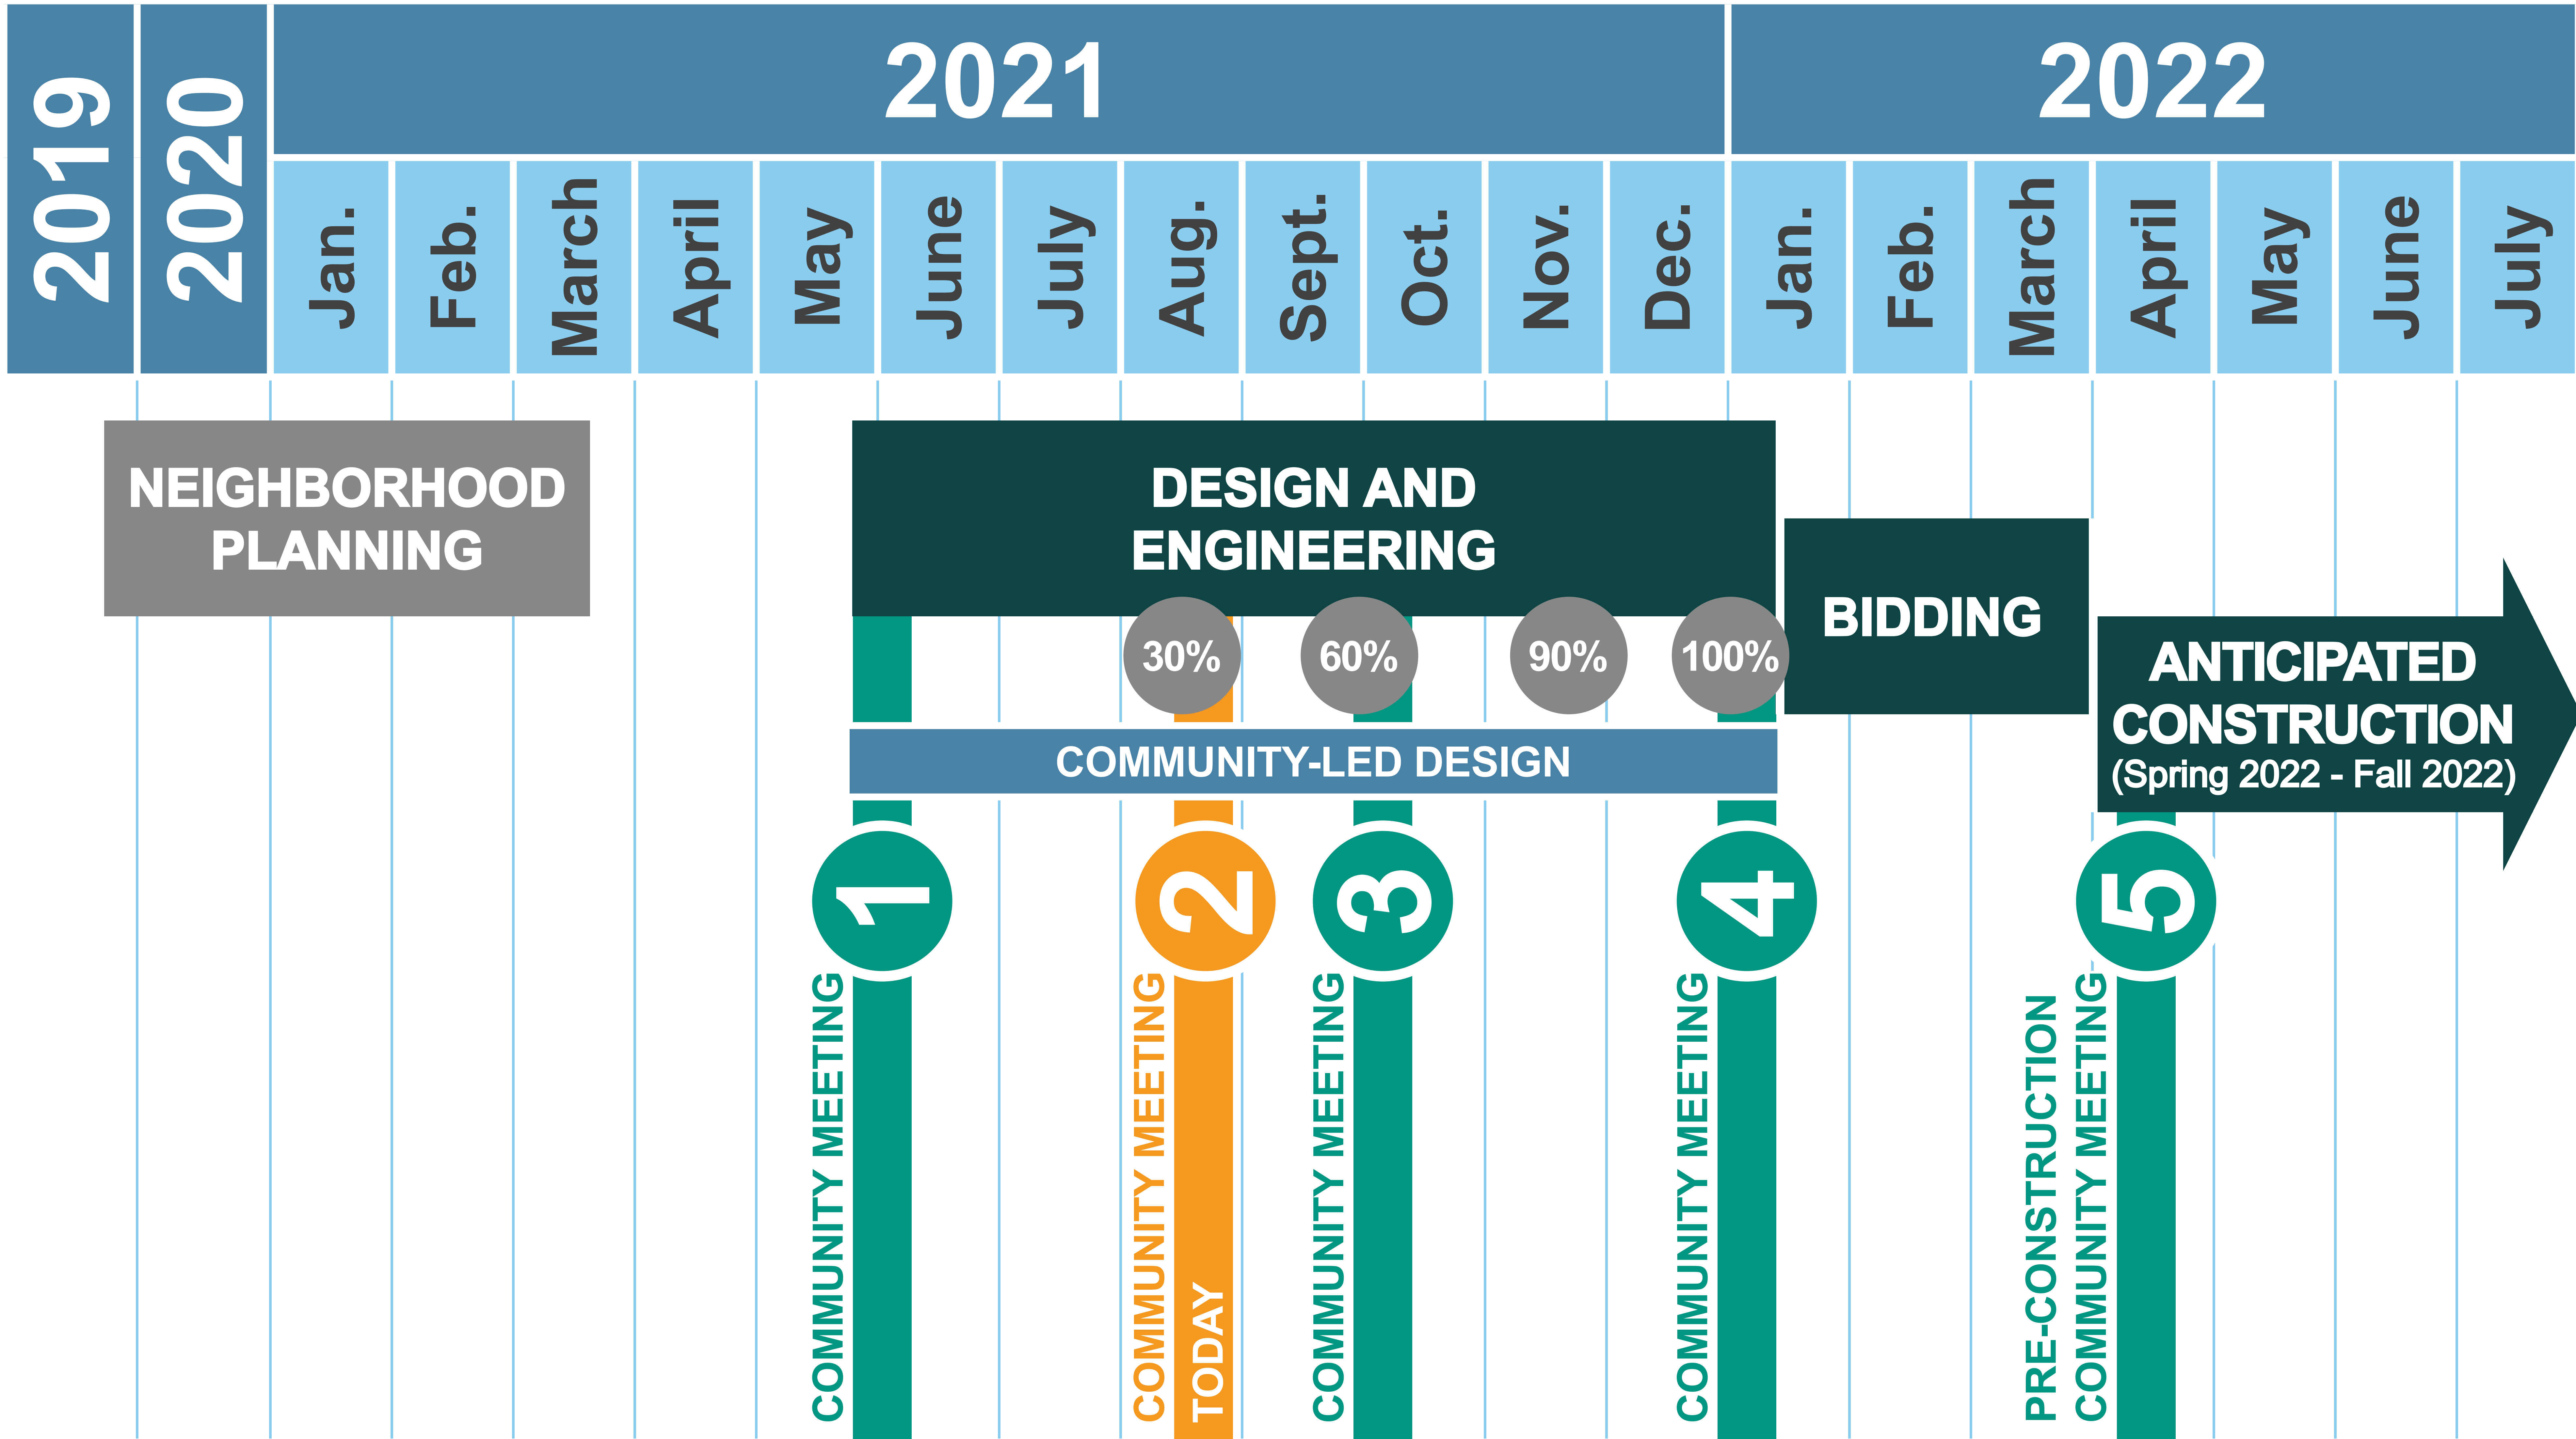 2019
2020
2021
2022
Jan.
Feb.
March
April
May
June
July
Aug.
Sept.
Oct.
Nov.
Dec.
Jan.
Feb.
March
April
May
June
July
NEIGHBORHOOD
PLANNING
DESIGN AND
ENGINEERING
30%
60%
90%
100%
BIDDING
ANTICIPATED
CONSTRUCTION
(Spring 2022 - Fall 2022)
COMMUNITY-LED DESIGN
1
COMMUNITY MEETING
2
COMMUNITY MEETING
TODAY
3
COMMUNITY MEETING
4
COMMUNITY MEETING
5
PRE-CONSTRUCTION
COMMUNITY MEETING